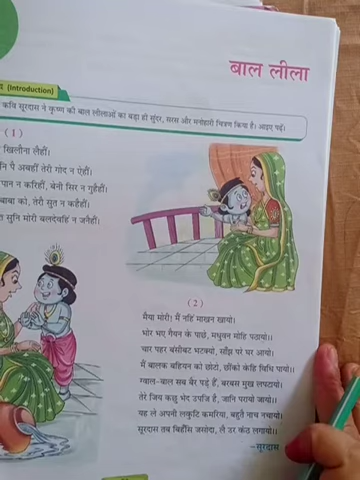 बाल लीला
(Introduction)
कवि सूरदास ने कृष्ण की बाल लीलाओं का बड़ा ही सुंदर, सरस और मनोहारी चित्रण किया है। आइए पढ़ें।
(1)
खिलौना लैहौं।
पै अबहीं तेरी गोद न ऐहौं।
पान न करिहौं, बेनी सिर न गुहैहौं।
बाबा को, तेरी सुत न कहैहौं।
सुनि मोरी बलदेवहिं न जनैहौं।
(2)
मैया मोरी! मैं नहिं माखन खायो।
भोर भए गैयन के पाछे, मधुवन मोहि पठायो।।
चार पहर बंसीबट भटक्यो, साँझ परे घर आयो।
मैं बालक बहियन को छोटो, छींको केहि विधि पायो।।
ग्वाल-बाल सब बैर पड़े हैं, बरबस मुख लपटायो।
तेरे जिय कछु भेद उपजि है, जानि परायो जायो।।
यह ले अपनी लकुटि कमरिया, बहुतै नाच नचायो।
सूरदास तब बिहँसि जसोदा, लै उर कंठ लगायो।।
–सूरदास